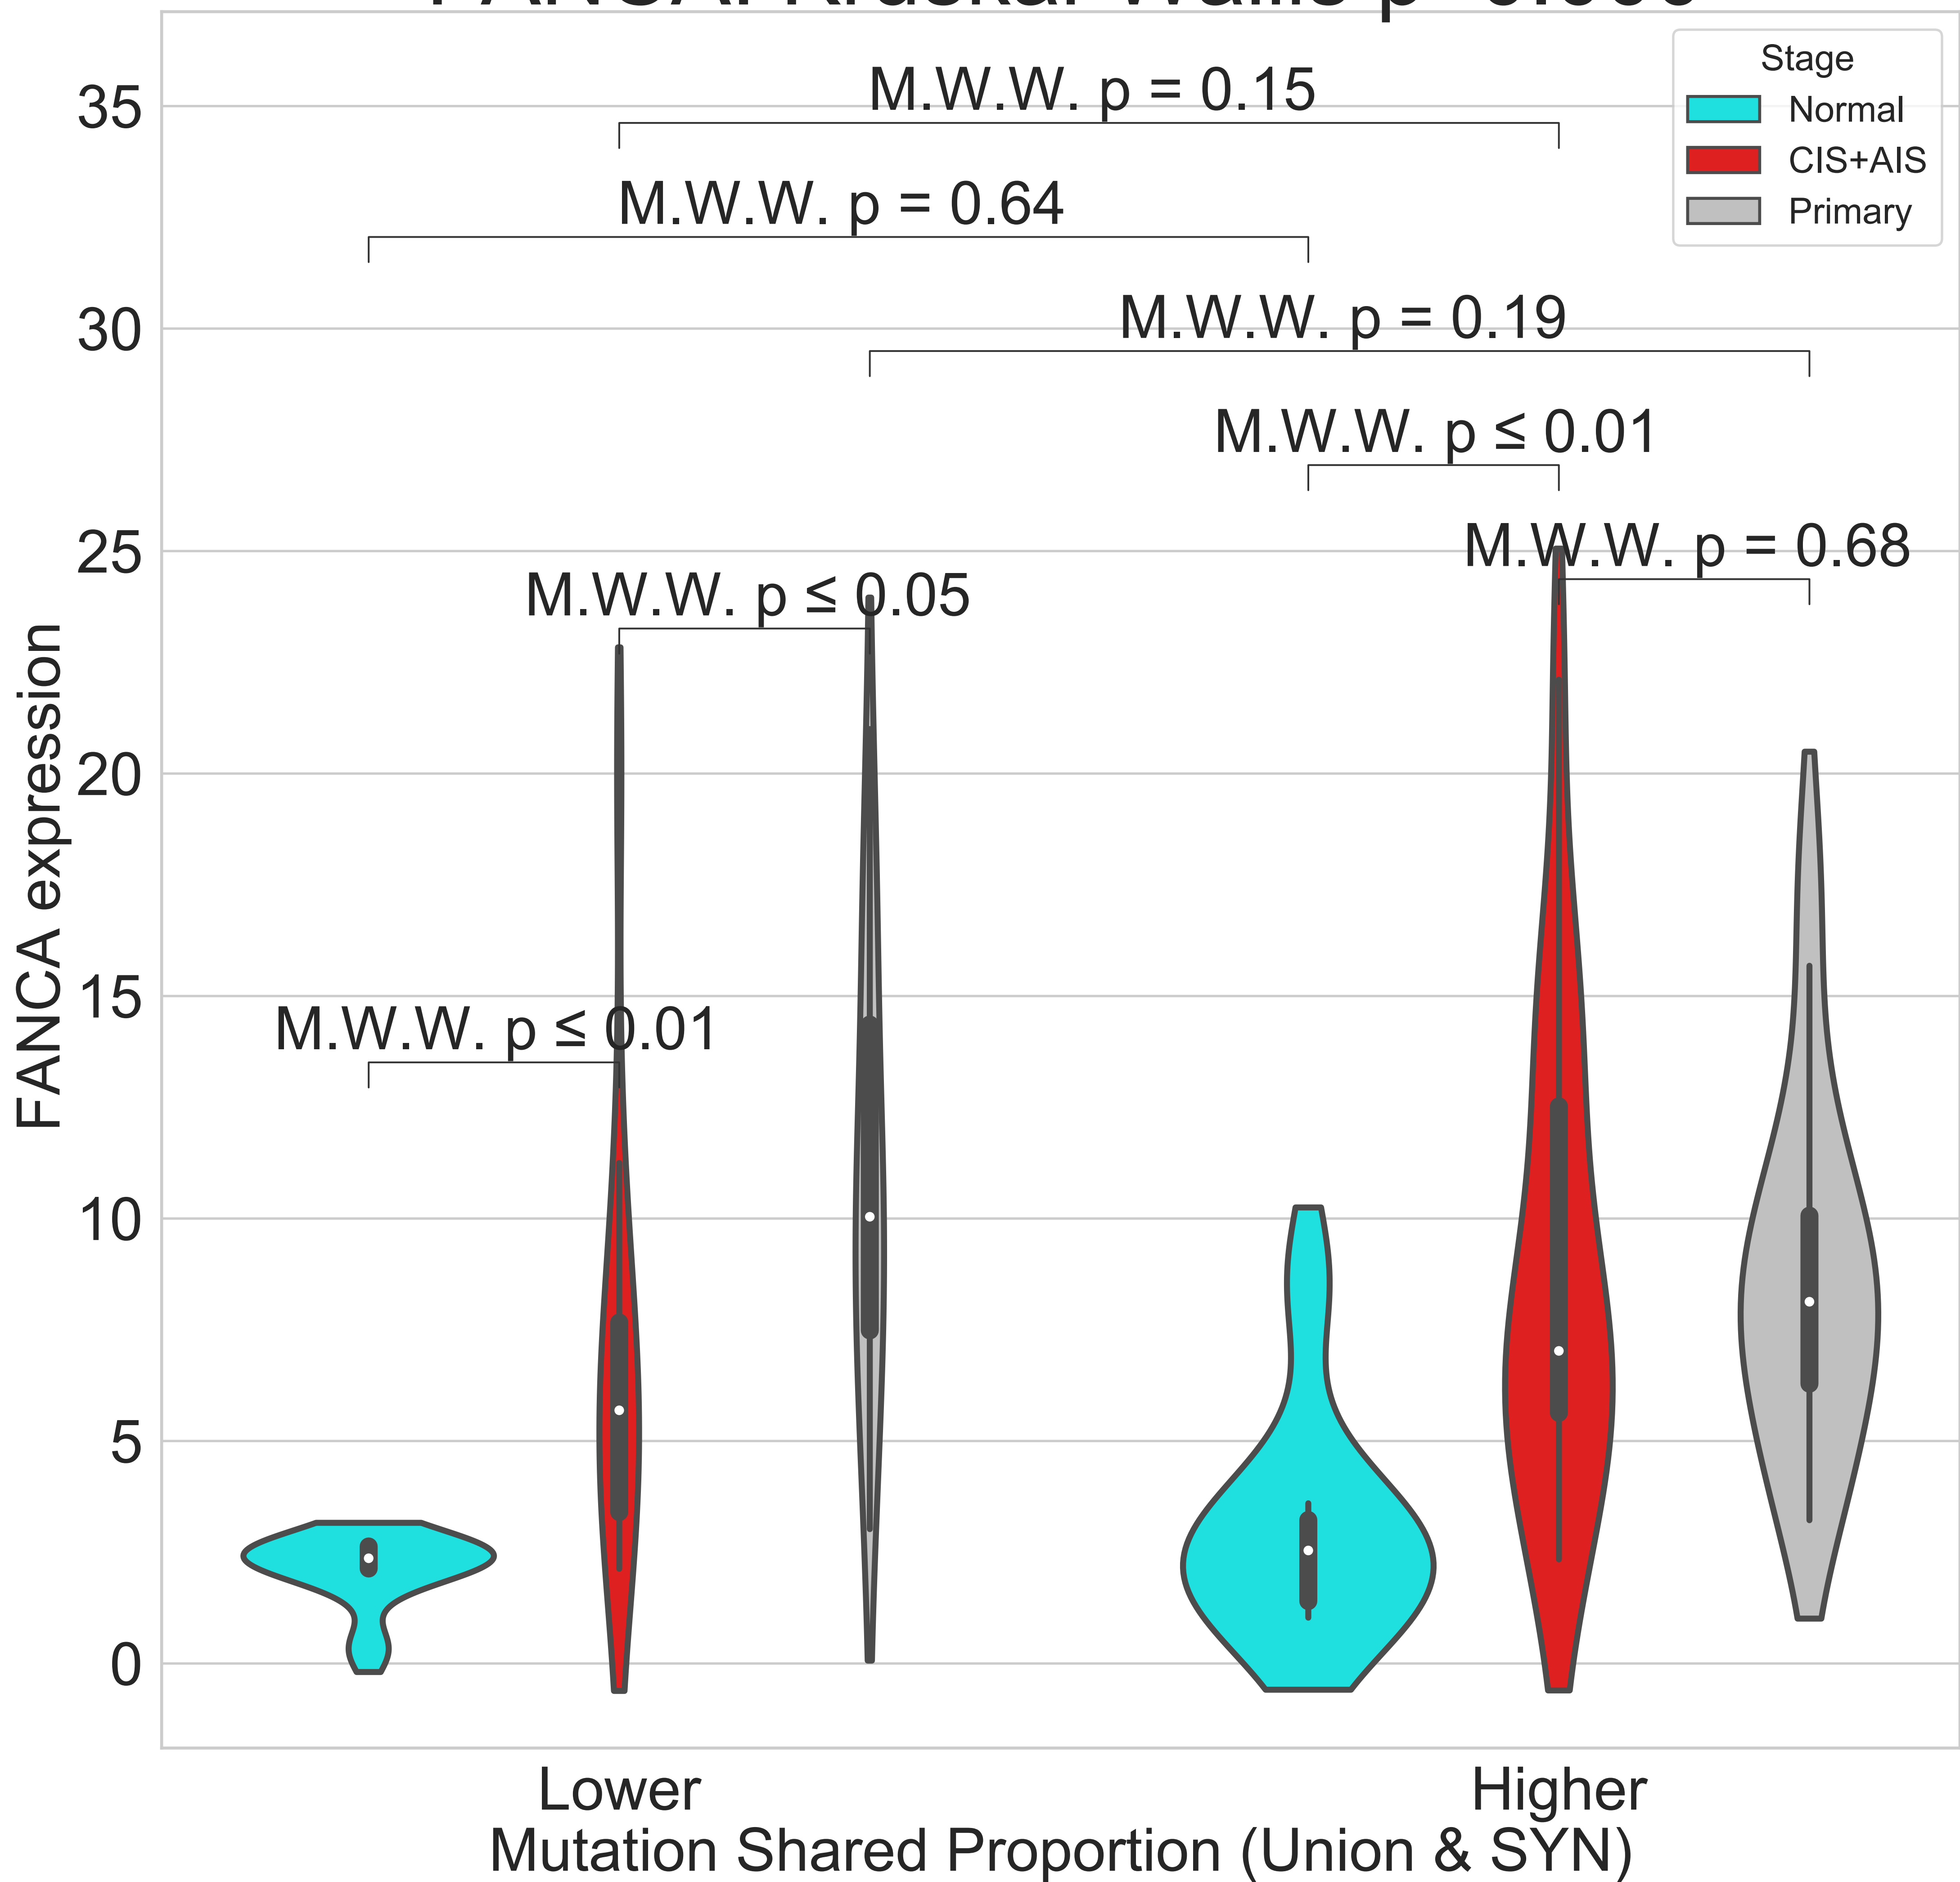 Stage
Normal
CIS+AIS
Primary
M.W.W. p = 0.15
M.W.W. p = 0.64
M.W.W. p = 0.19
M.W.W. p ≤ 0.01
M.W.W. p = 0.68
M.W.W. p ≤ 0.05
M.W.W. p ≤ 0.01
35
30
25
20
15
10
5
0
FANCA expression
Lower
Higher
Mutation Shared Proportion (Union & SYN)